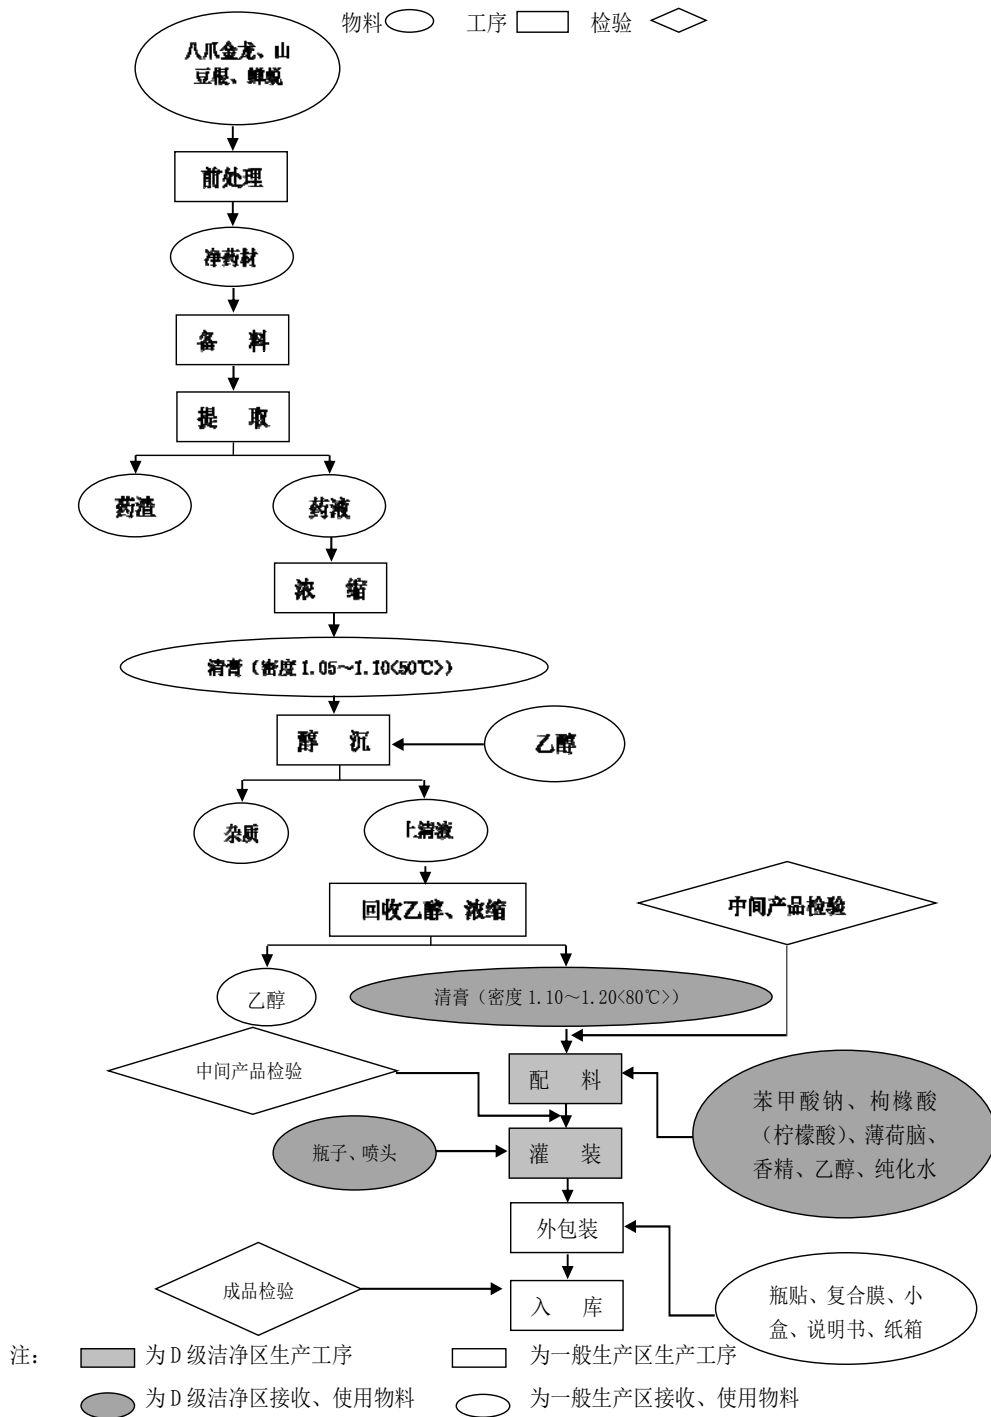 物料 工序 检验
八爪金龙、山
豆根、蝉蜕
前处理
净药材
备 料
提 取
药渣 药液
浓 缩
清膏（密度 1.05～1.10<50℃>）
醇 沉
乙醇
杂质
上清液
回收乙醇、浓缩
中间产品检验
乙醇
清膏（密度 1.10～1.20<80℃>）
中间产品检验
配 料
苯甲酸钠、枸橼酸
（柠檬酸）、薄荷脑、
香精、乙醇、纯化水
瓶子、喷头
灌 装
外包装
成品检验
入 库
瓶贴、复合膜、小
盒、说明书、纸箱
注：
为 D 级洁净区生产工序
为一般生产区生产工序
为 D 级洁净区接收、使用物料
为一般生产区接收、使用物料